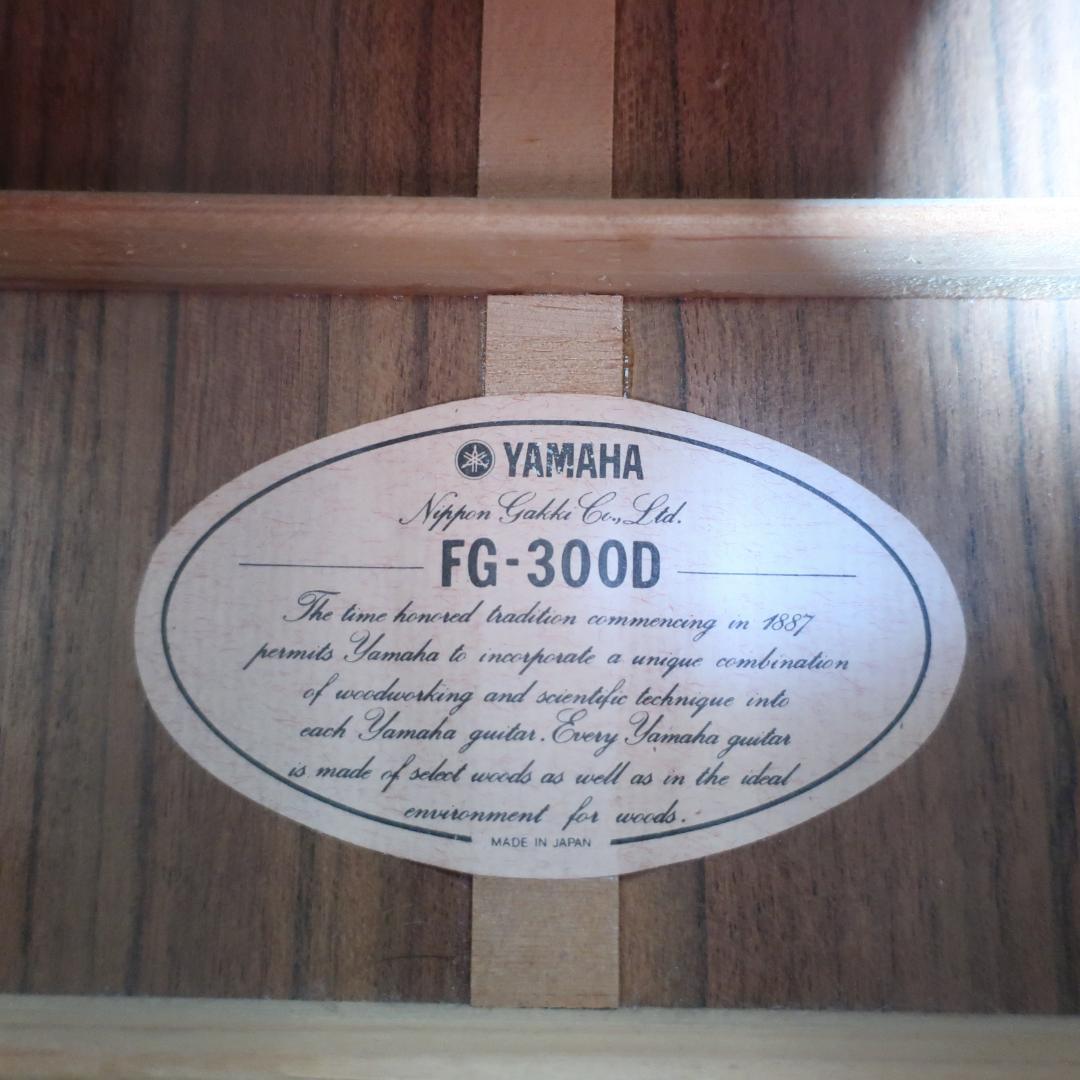 YAMAHA
Nippon Gakki Co., Ltd.
FG-300D
The time honored tradition commencing in 1887
permits Yamaha to incorporate a unique combination
of woodworking and scientific technique into
each Yamaha guitar. Every Yamaha guitar
is made of select woods as well as in the ideal
environment for woods.
MADE IN JAPAN